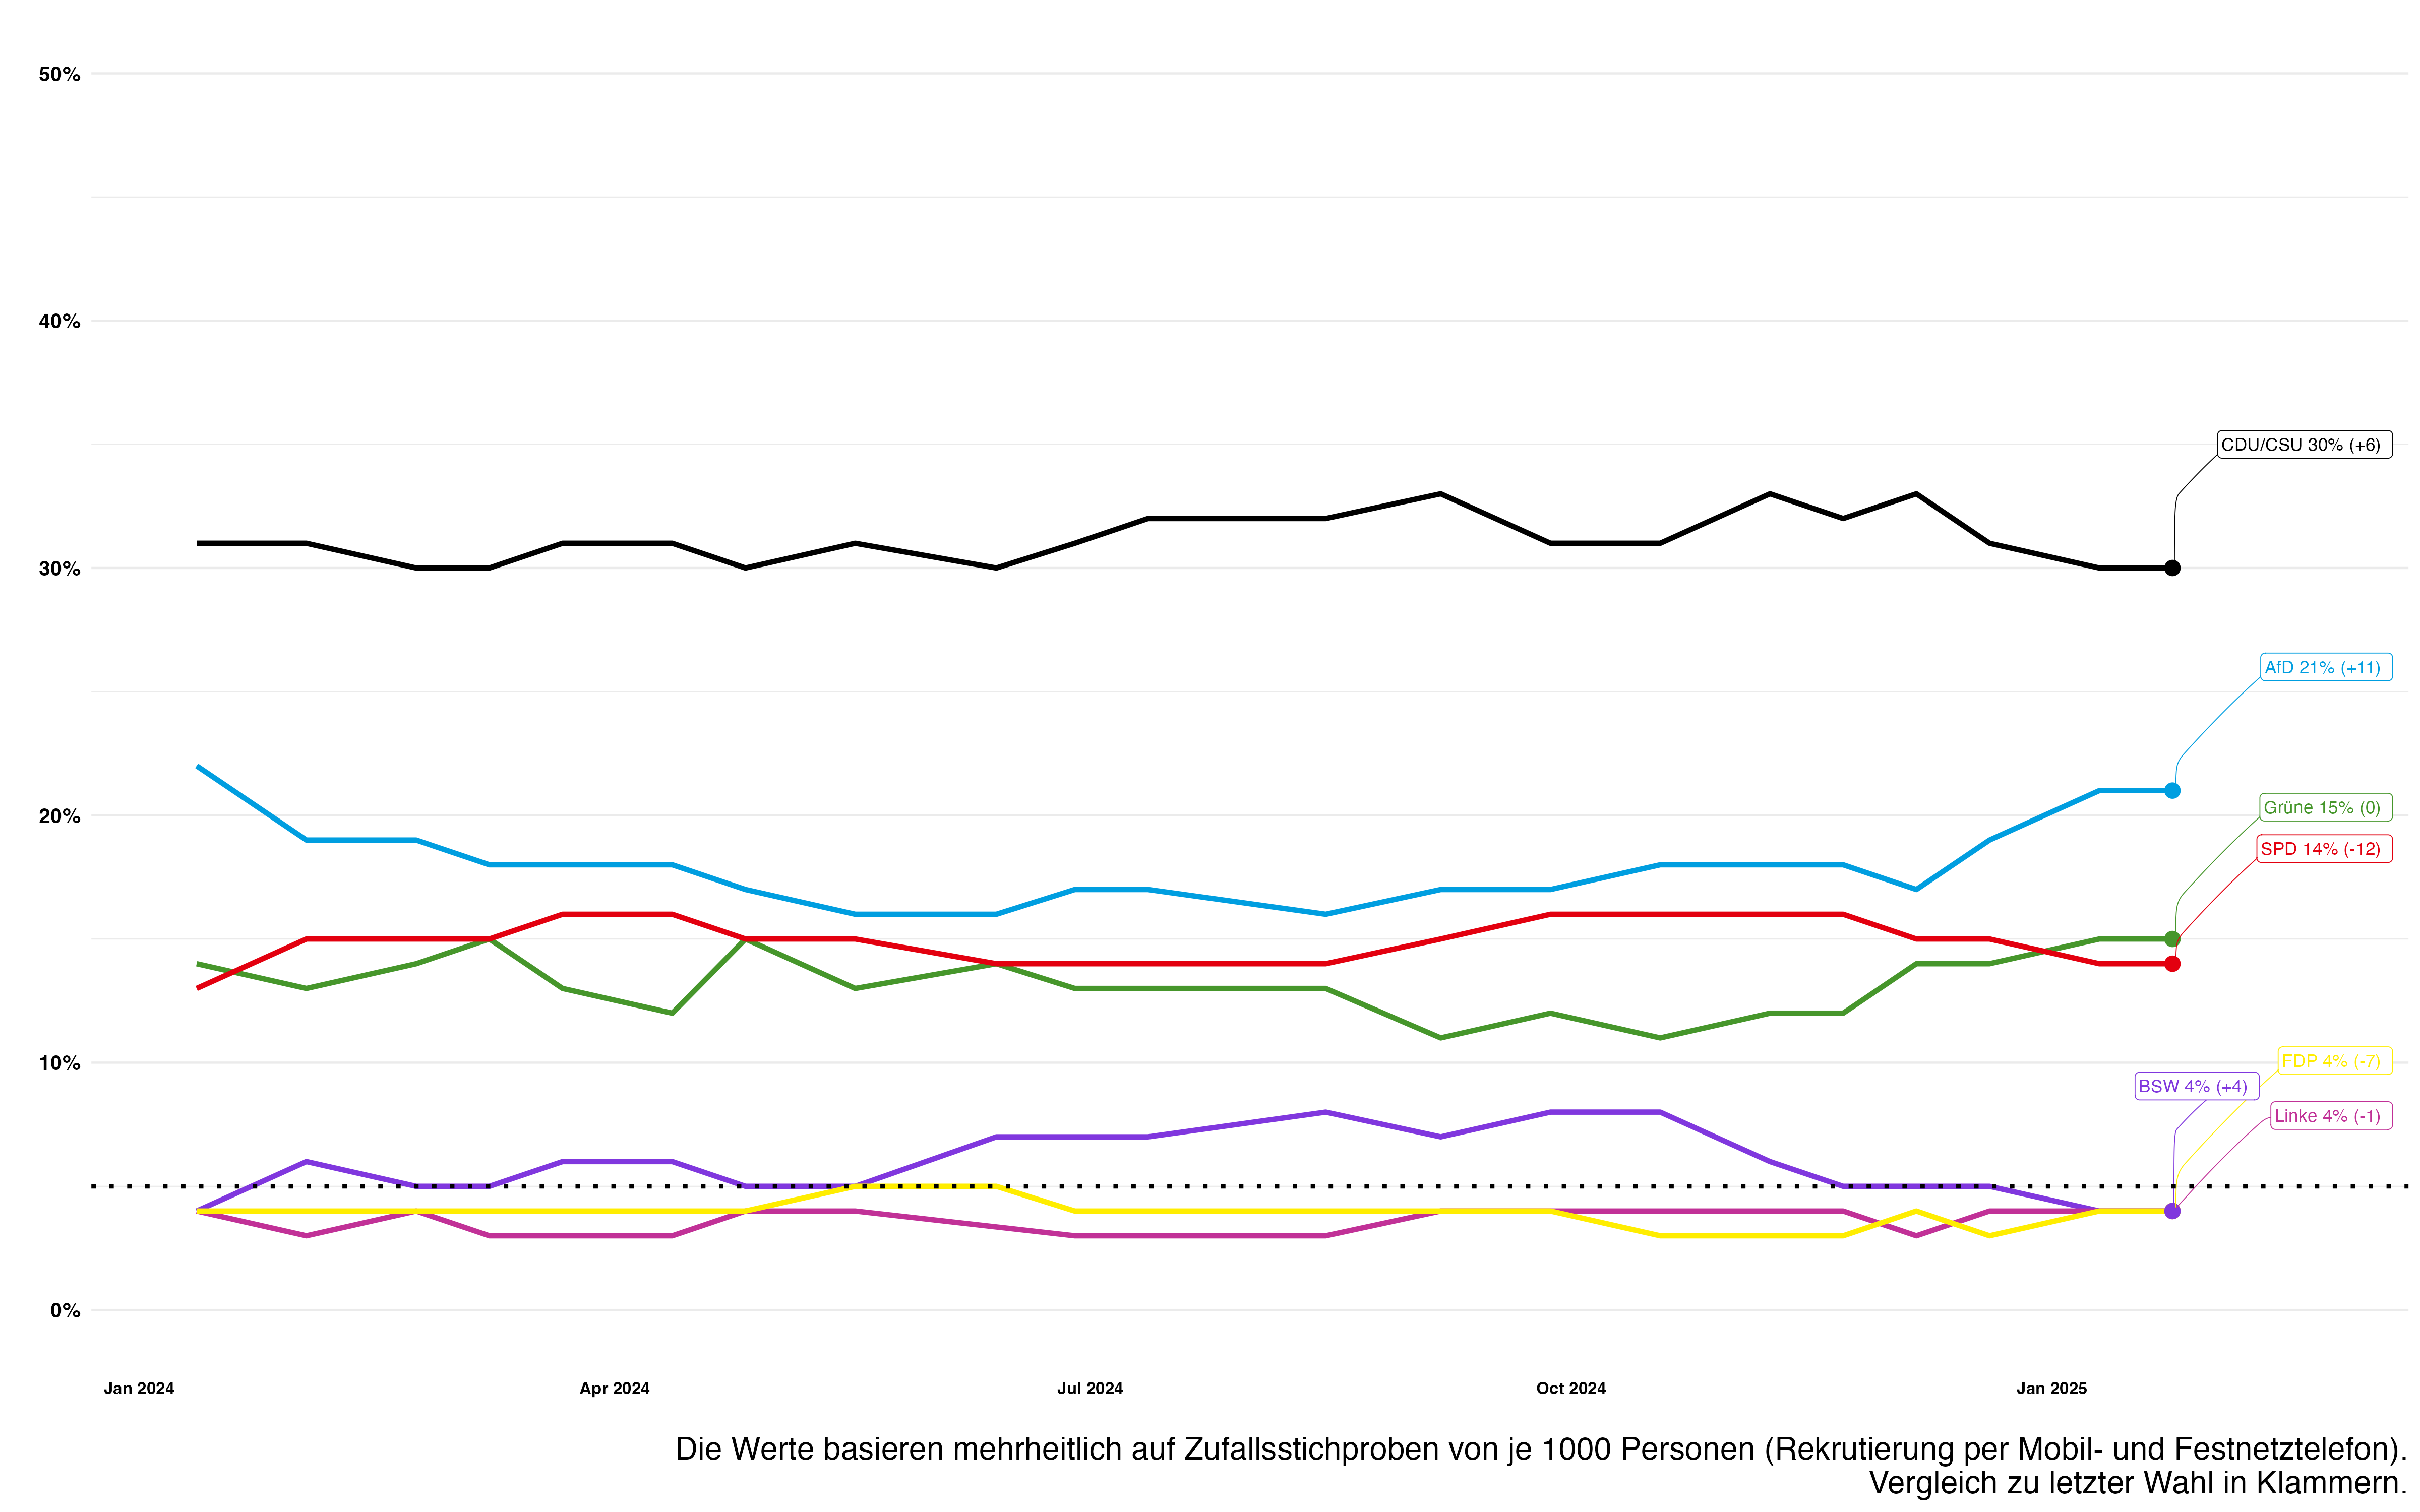 50%
40%
CDU/CSU 30% (+6)
30%
AfD 21% (+11)
Grüne 15% (0)
20%
SPD 14% (-12)
FDP 4% (-7)
10%
BSW 4% (+4)
Linke 4% (-1)
0%
Jan 2024 Apr 2024 Jul 2024 Oct 2024 Jan 2025
Die Werte basieren mehrheitlich auf Zufallsstichproben von je 1000 Personen (Rekrutierung per Mobil- und Festnetztelefon).
Vergleich zu letzter Wahl in Klammern.